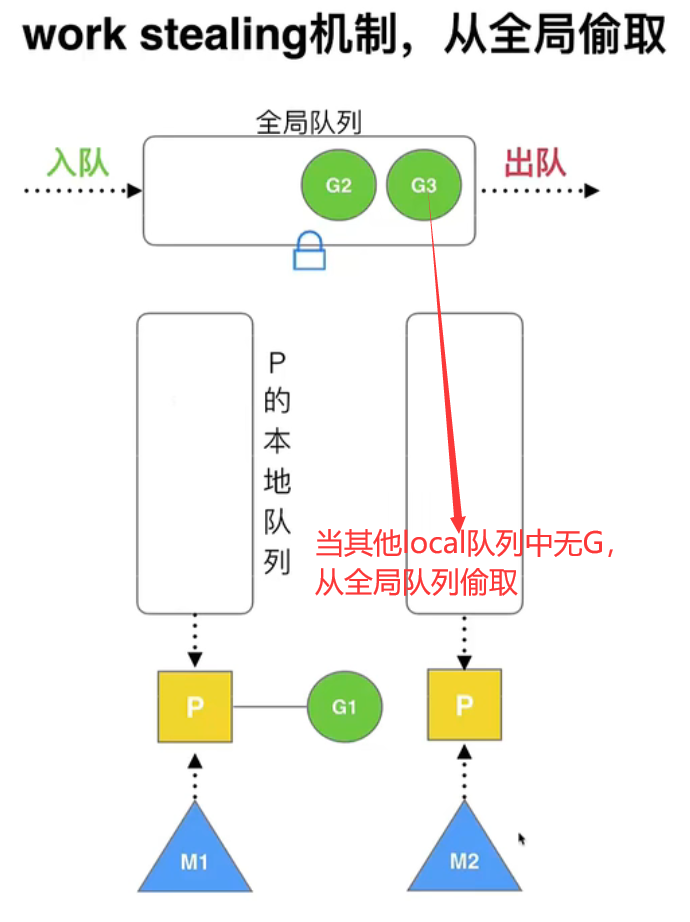 work stealing机制，从全局偷取
全局队列
入队
G2
G3
出队
P
的
本
地
队
列
当其他local队列中无G，
从全局队列偷取
P
G1
P
M1
M2